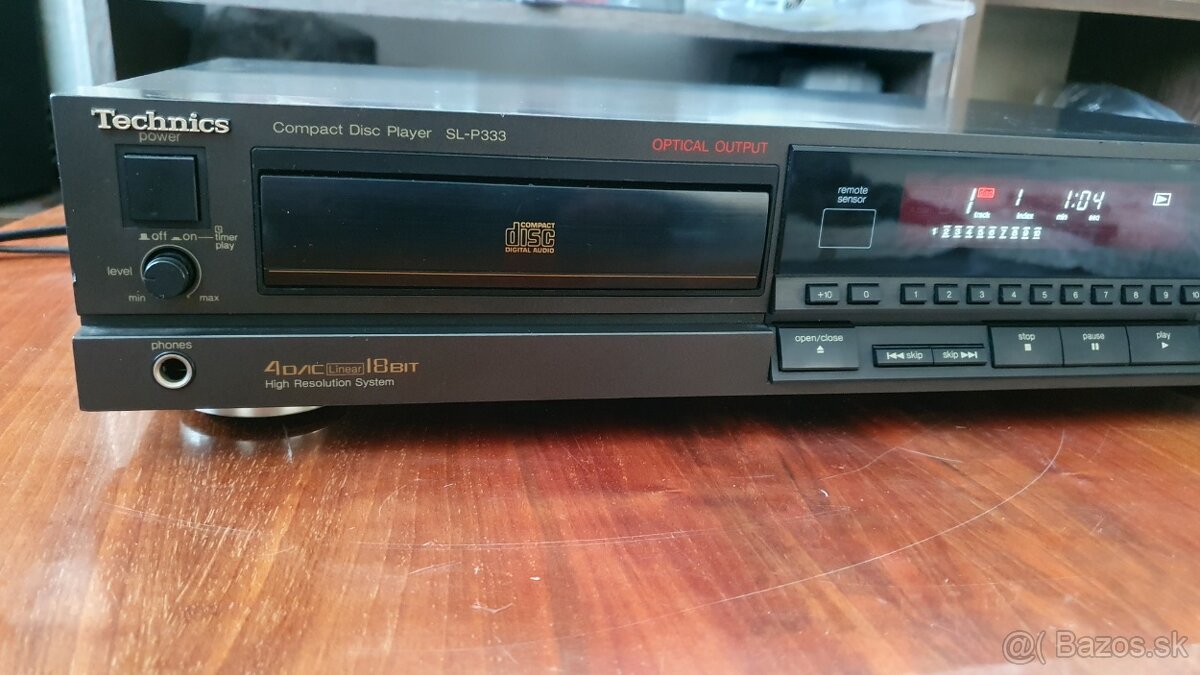 Technics
power
Compact Disc Player SL-P333
OPTICAL OUTPUT
off on timer play
level
min max
phones
4D/AC Linear 18BIT
High Resolution System
COMPACT
disc
DIGITAL AUDIO
remote
sensor
1 1 1:04
track index min sec
+10 0 1 2 3 4 5 6 7 8 9 10
open/close
skip skip
stop
pause
play
@( Bazos.sk